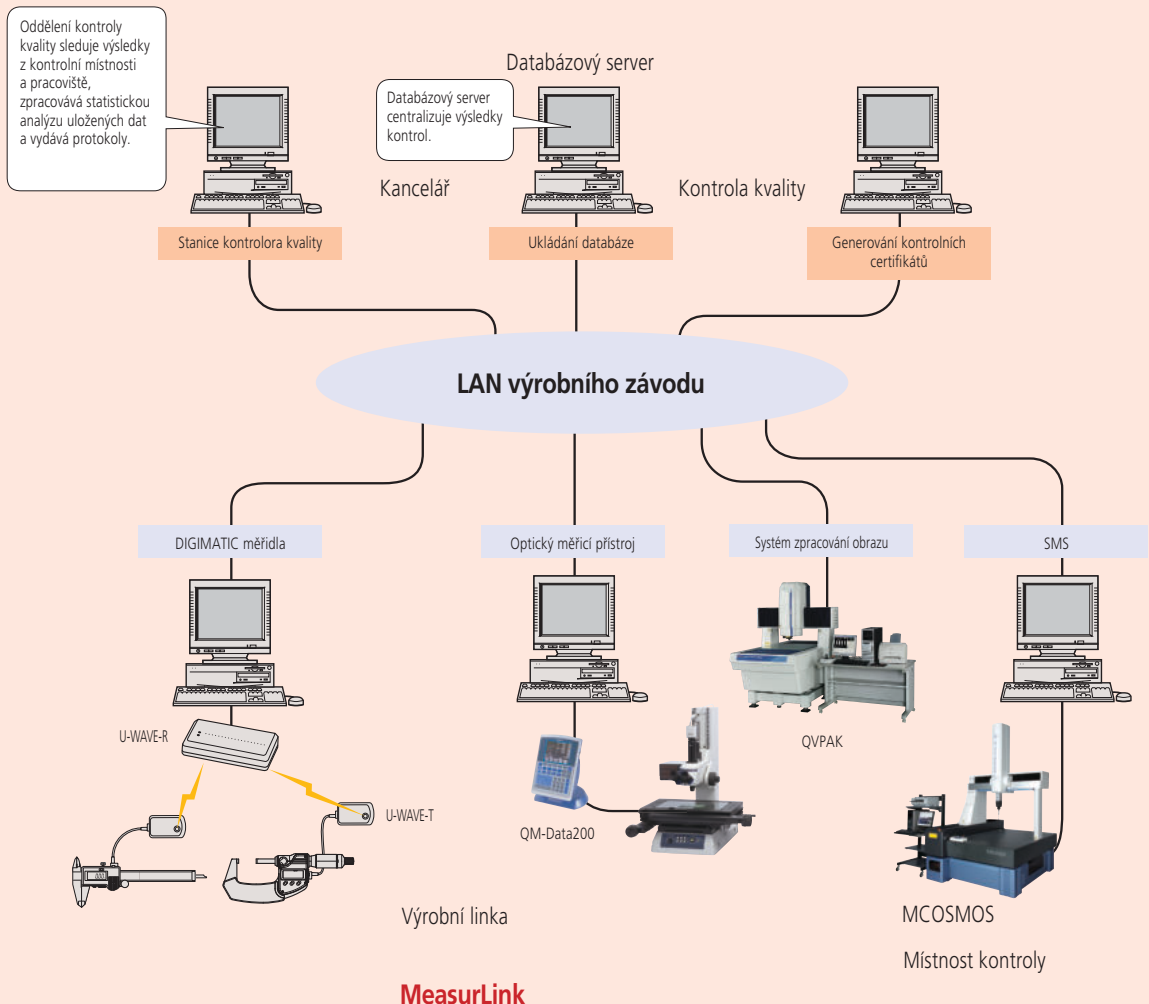 Oddělení kontroly
kvality sleduje výsledky
z kontrolní místnosti
a pracoviště,
zpracovává statistickou
analýzu uložených dat
a vydává protokoly.
Databázový server
Databázový server
centralizuje výsledky
kontrol.
Kancelář
Kontrola kvality
Stanice kontrolora kvality
Ukládání databáze
Generování kontrolních
certifikátů
LAN výrobního závodu
DIGIMATIC měřidla
Optický měřicí přístroj
Systém zpracování obrazu
SMS
U-WAVE-R
U-WAVE-T
QM-Data200
QVPAK
MCOSMOS
Výrobní linka
Místnost kontroly
MeasurLink